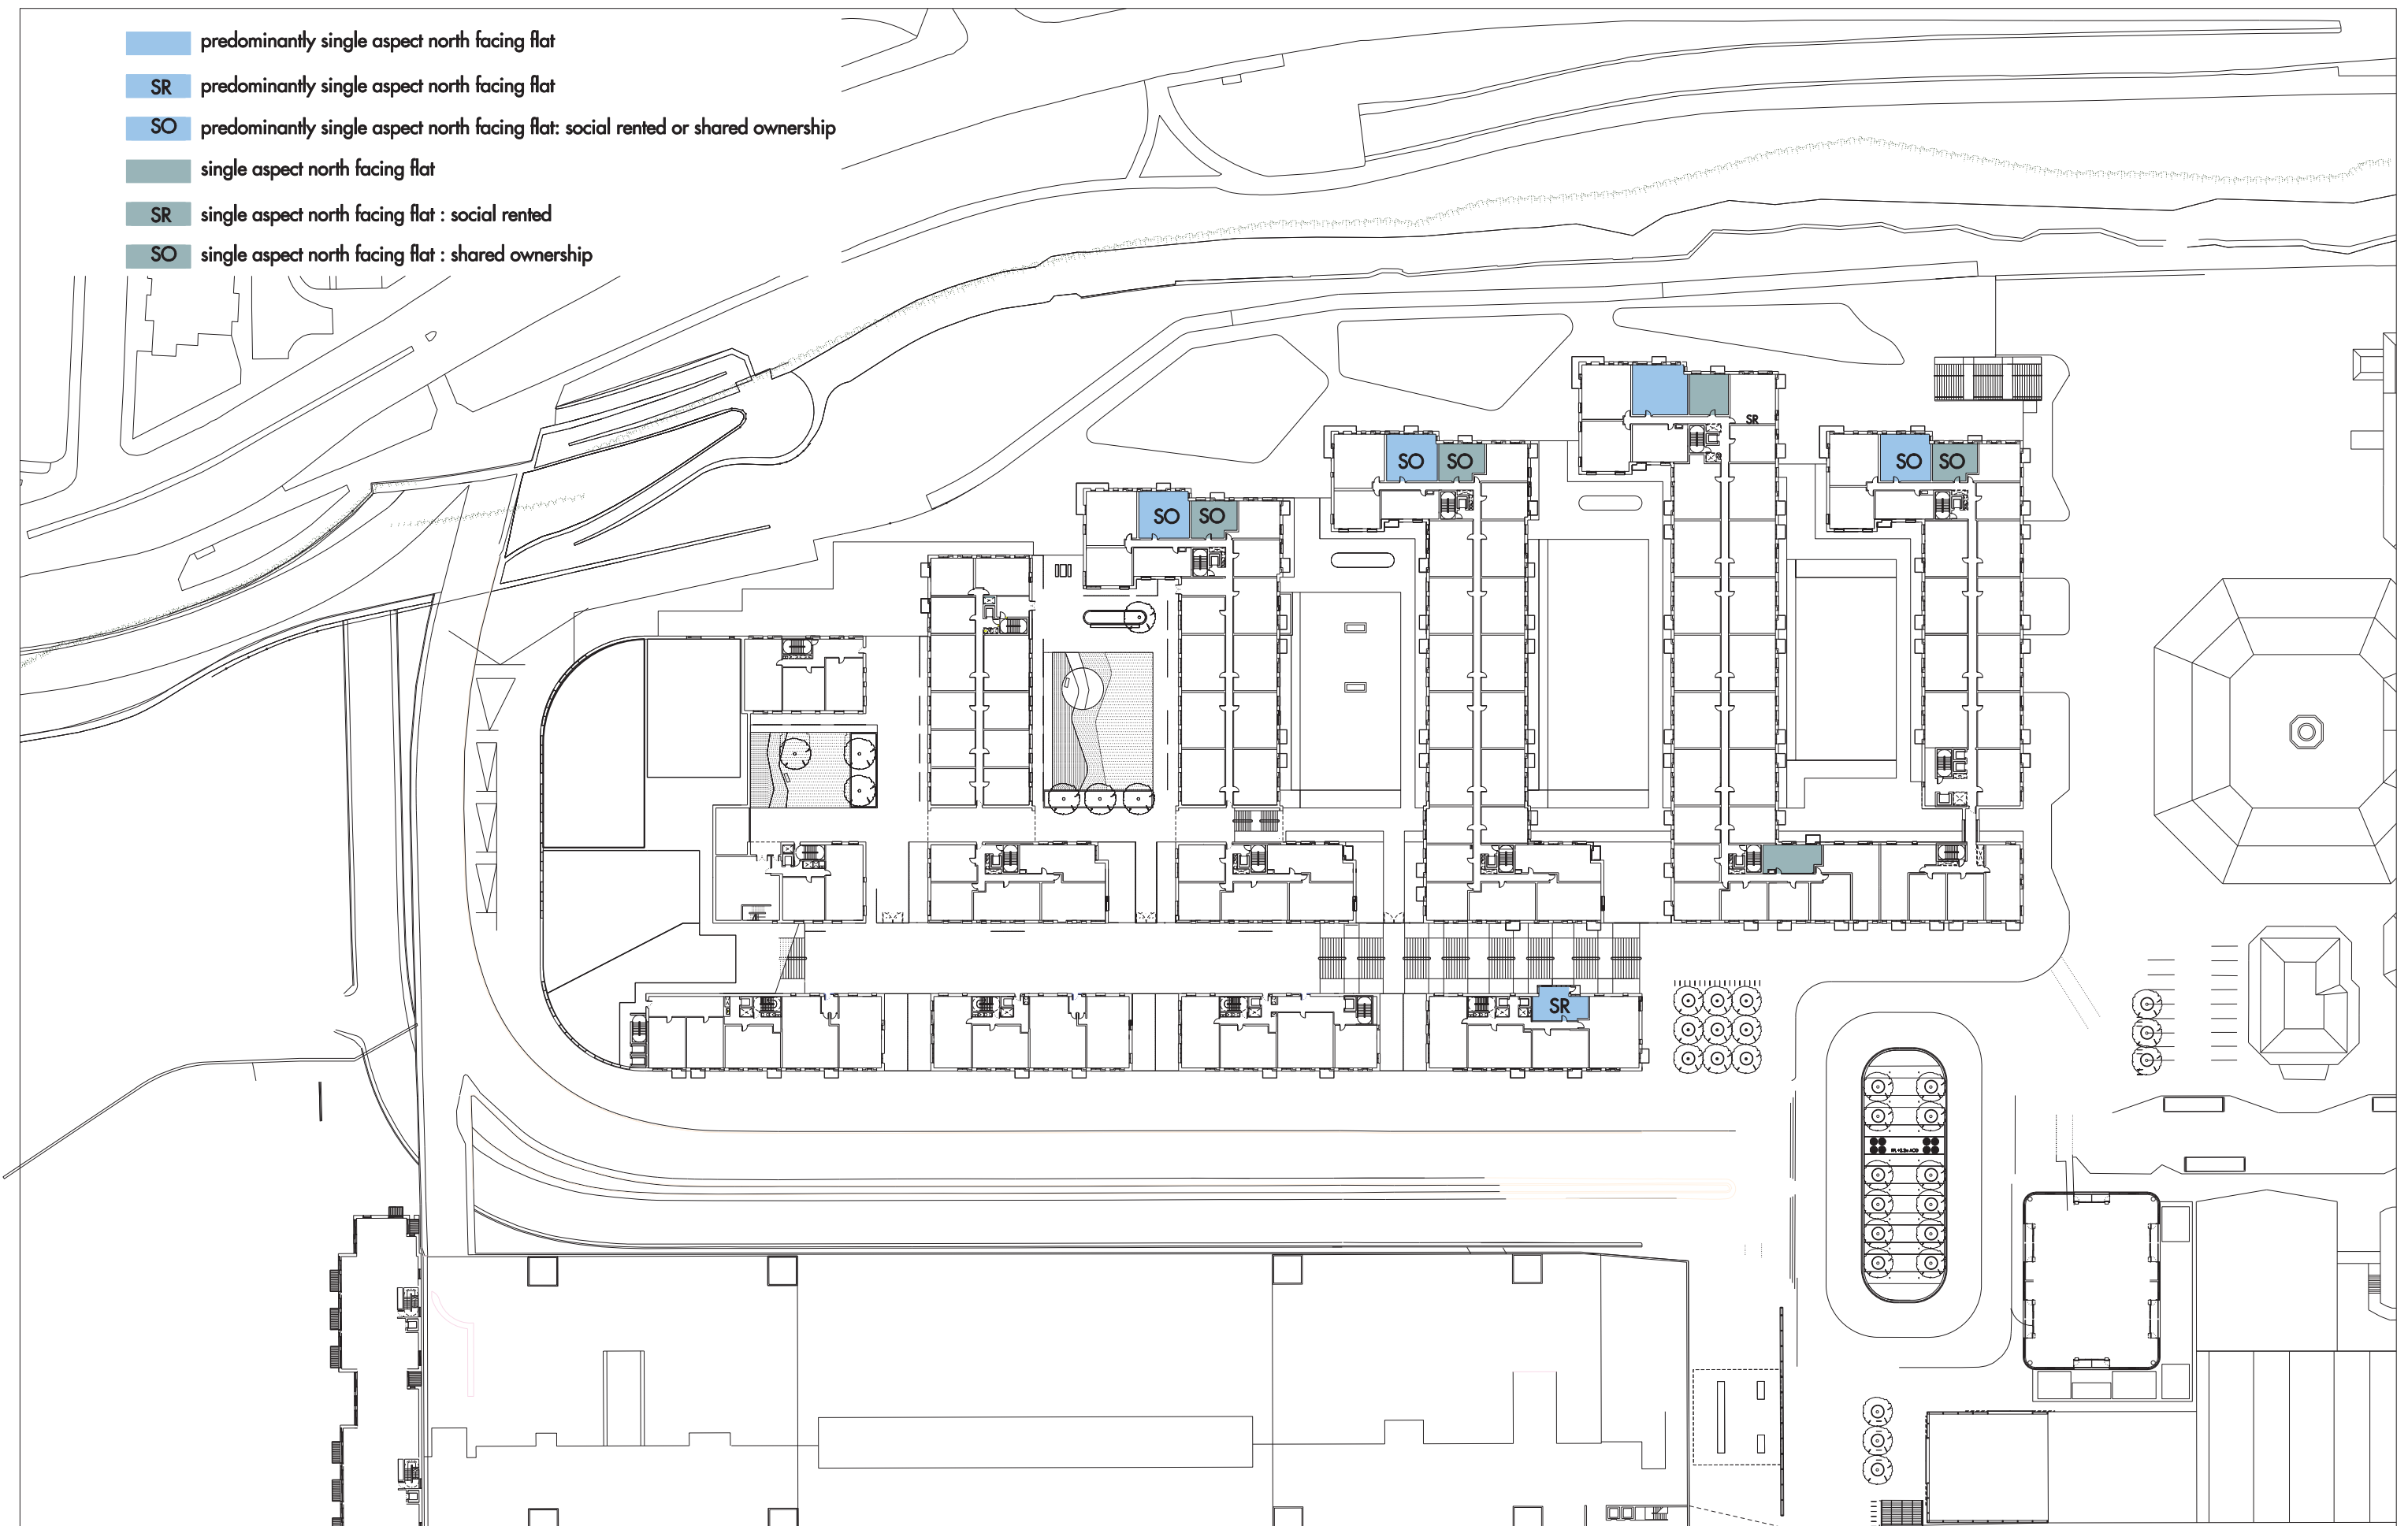 predominantly single aspect north facing flat
SR predominantly single aspect north facing flat
SO predominantly single aspect north facing flat: social rented or shared ownership
single aspect north facing flat
SR single aspect north facing flat : social rented
SO single aspect north facing flat : shared ownership
SR
SO SO
SO SO
SO SO
SR